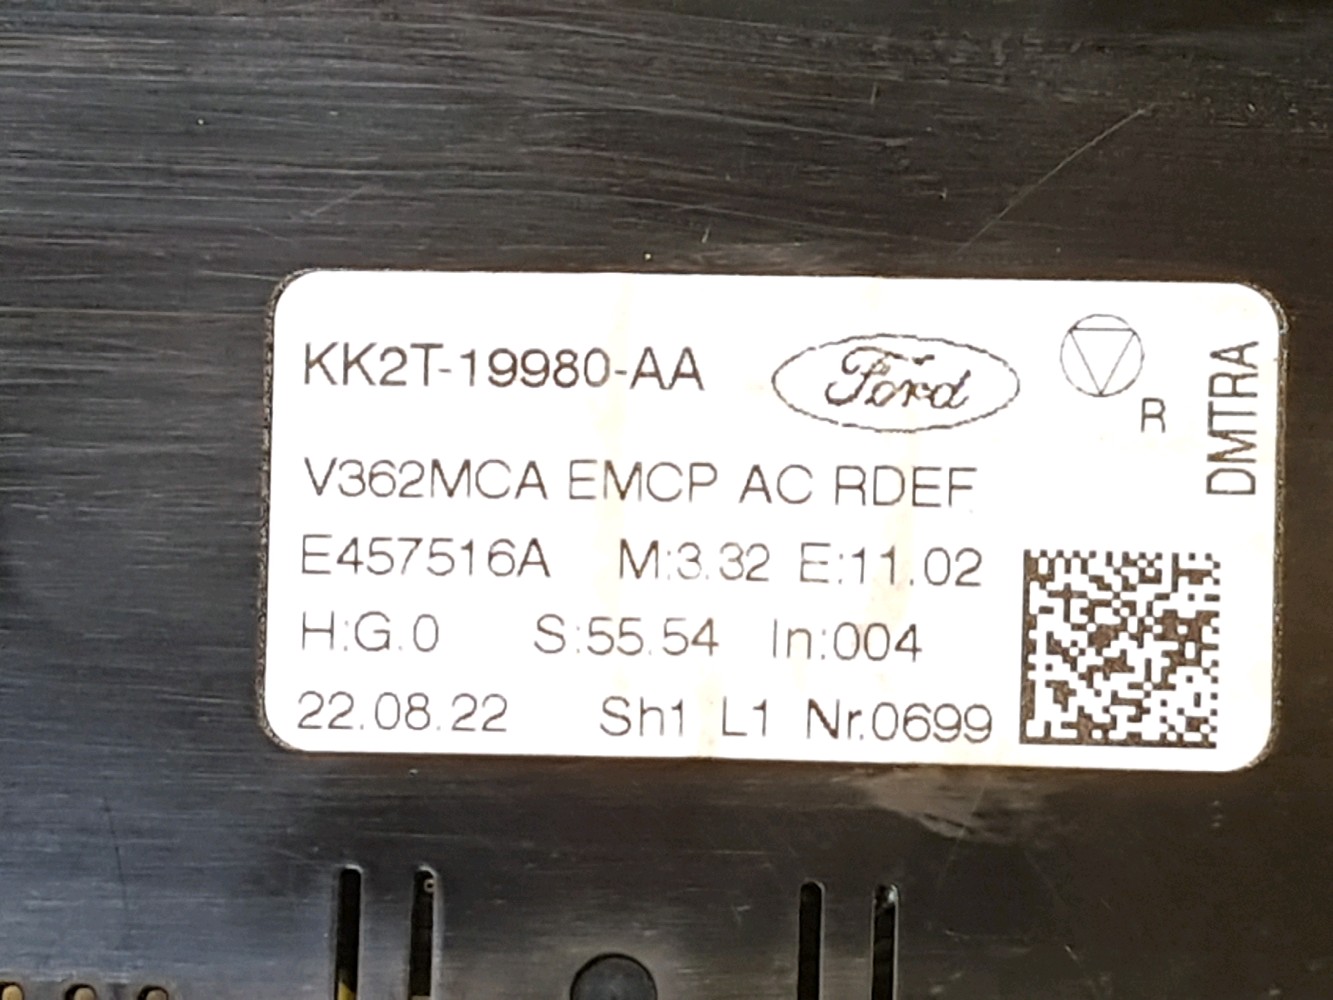 KK2T-19980-AA
Ford
R
DMTRA
V362MCA EMCP AC RDEF
E457516A M:3.32 E:11.02
H:G.0 S:55.54 In:004
22.08.22 Sh1 L1 Nr.0699